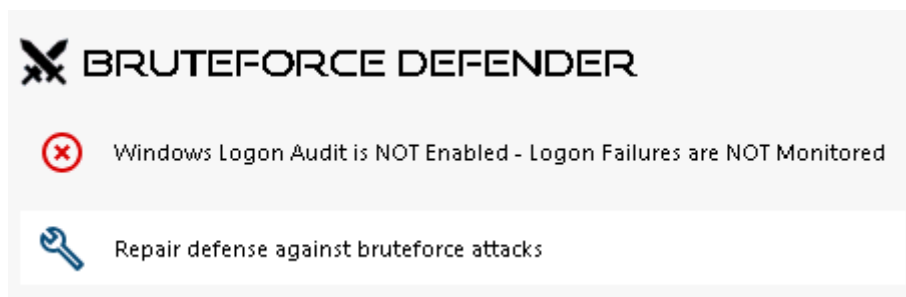 BRUTEFORCE DEFENDER
Windows Logon Audit is NOT Enabled - Logon Failures are NOT Monitored
Repair defense against bruteforce attacks